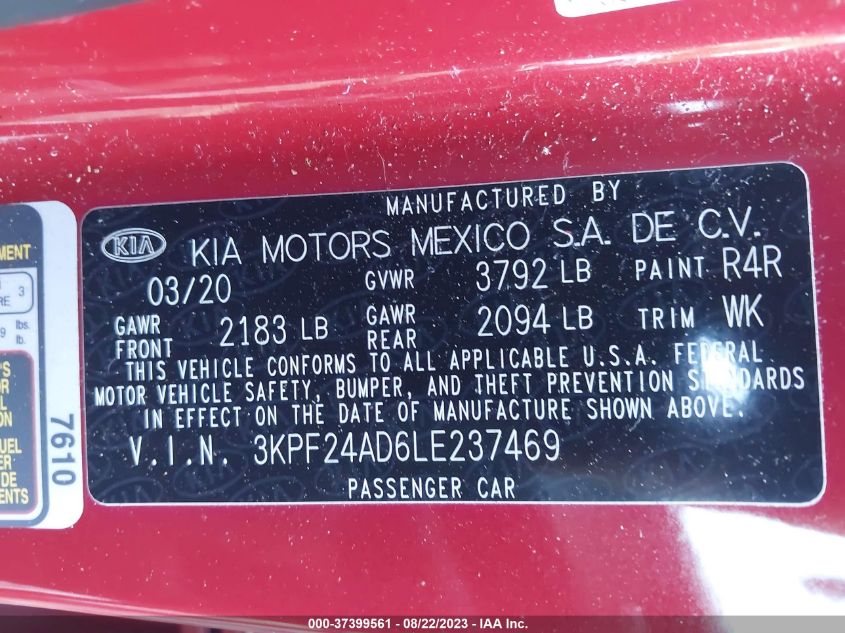 MANUFACTURED BY
KIA KIA MOTORS MEXICO S.A. DE C.V.
03/20 GVWR 3792 LB PAINT R4R
GAWR FRONT 2183 LB GAWR REAR 2094 LB TRIM WK
THIS VEHICLE CONFORMS TO ALL APPLICABLE U.S.A. FEDERAL
MOTOR VEHICLE SAFETY, BUMPER, AND THEFT PREVENTION STANDARDS
IN EFFECT ON THE DATE OF MANUFACTURE SHOWN ABOVE.
V.I.N. 3KPF24AD6LE237469
PASSENGER CAR
3
lbs.
lb.
7610
000-37399561 - 08/22/2023 - IAA Inc.